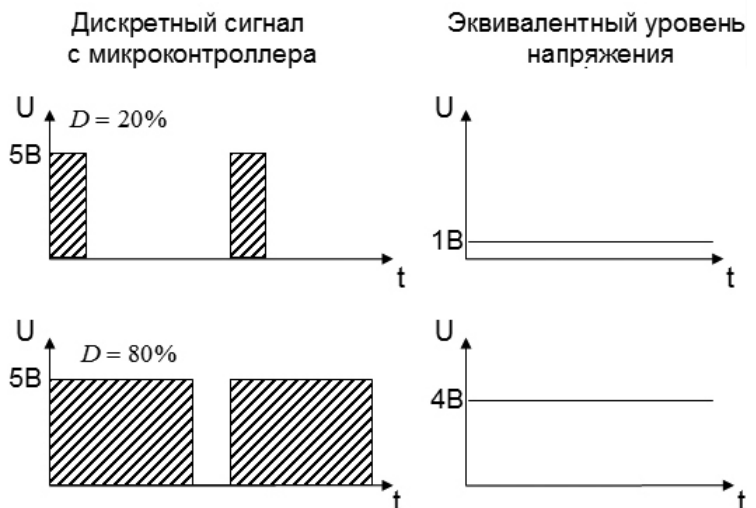 Дискретный сигнал
с микроконтроллера
Эквивалентный уровень
напряжения
U
D = 20%
5В
t
U
1В
t
U
D = 80%
5В
t
U
4В
t